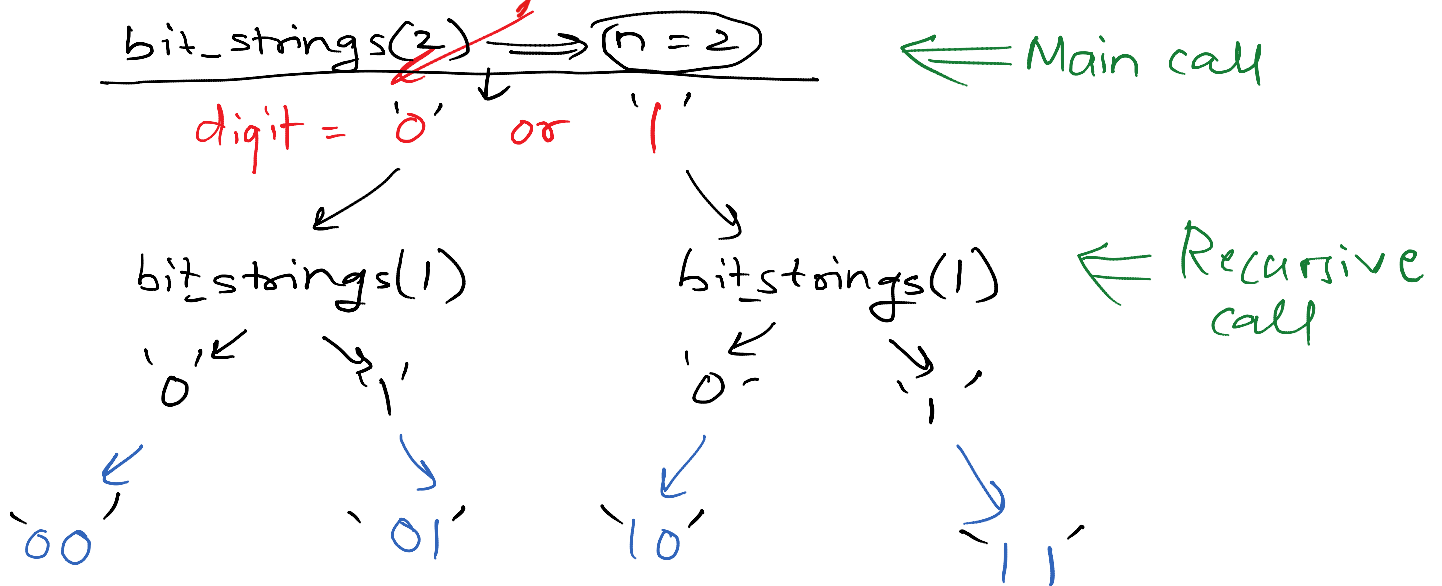 bit_strings(2) ⇒ n = 2 ⇐ Main call
digit = '0' or '1'
bit_strings(1) bit_strings(1) ⇐ Recursive
call
'0' '1' '0' '1'
'00' '01' '10' '11'